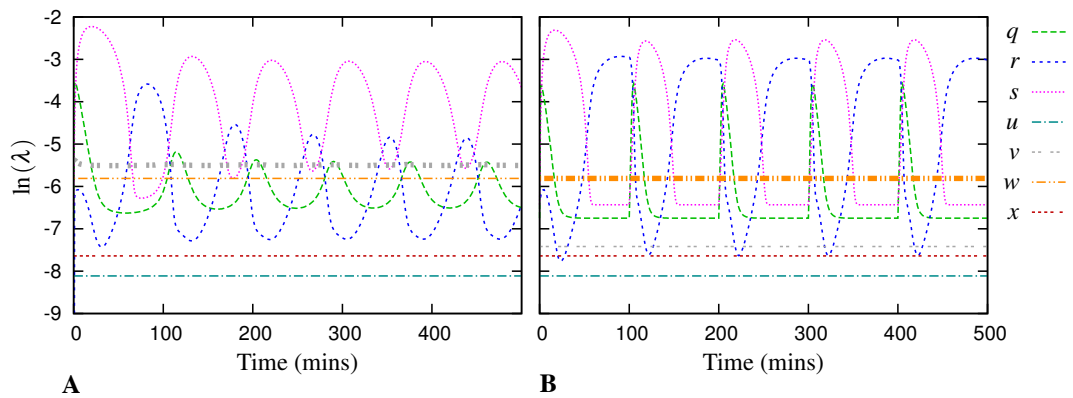 ln(λ)
-2
-3
-4
-5
-6
-7
-8
-9
0 100 200 300 400
Time (mins)
A
0 100 200 300 400 500
Time (mins)
B
q
r
s
u
v
w
x